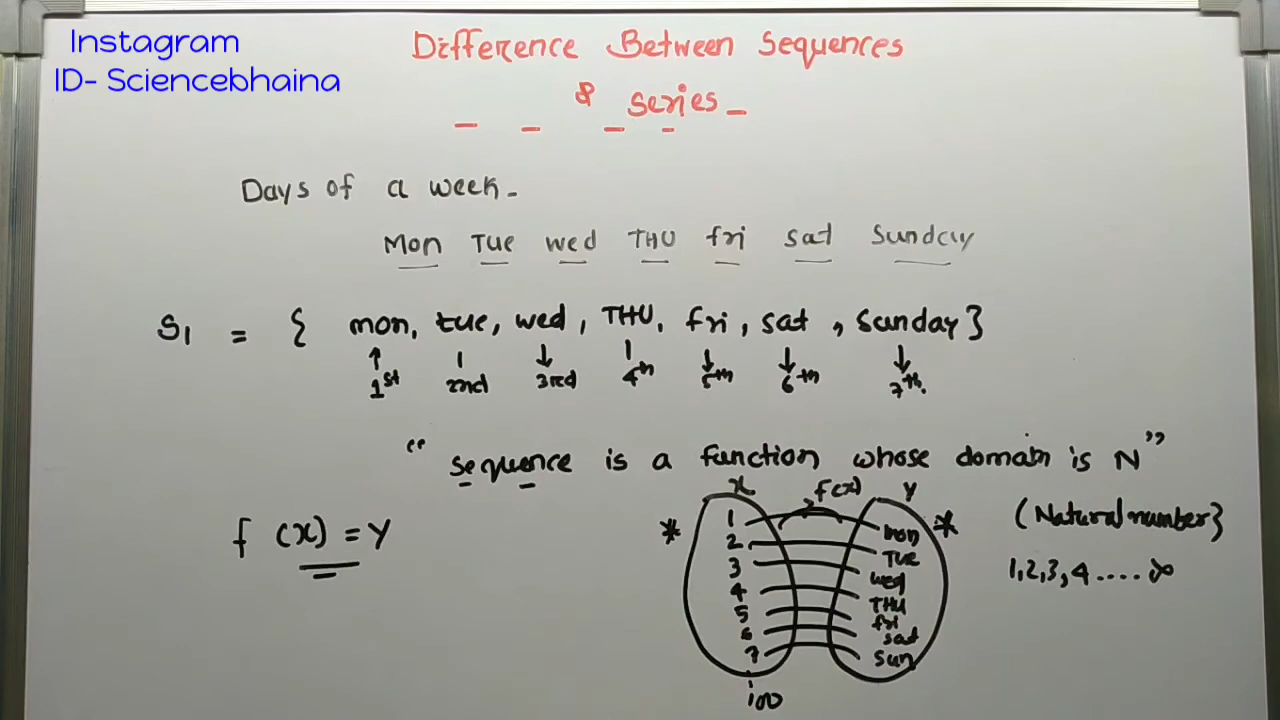 Instagram
ID- Sciencebhaina
Difference Between Sequences
& Series
Days of a week.
Mon Tue wed THU fri sat Sunday
S1 = { mon, tue, wed, THU, fri, sat, Sunday }
1st 2nd 3rd 4th 5th 6th 7th.
"sequence is a function whose domain is N"
(Natural number}
1,2,3,4.....∞
f (x) = Y
x f(x) y
1 mon
2 Tue
3 wed
4 THU
5 fri
6 sat
7 sun